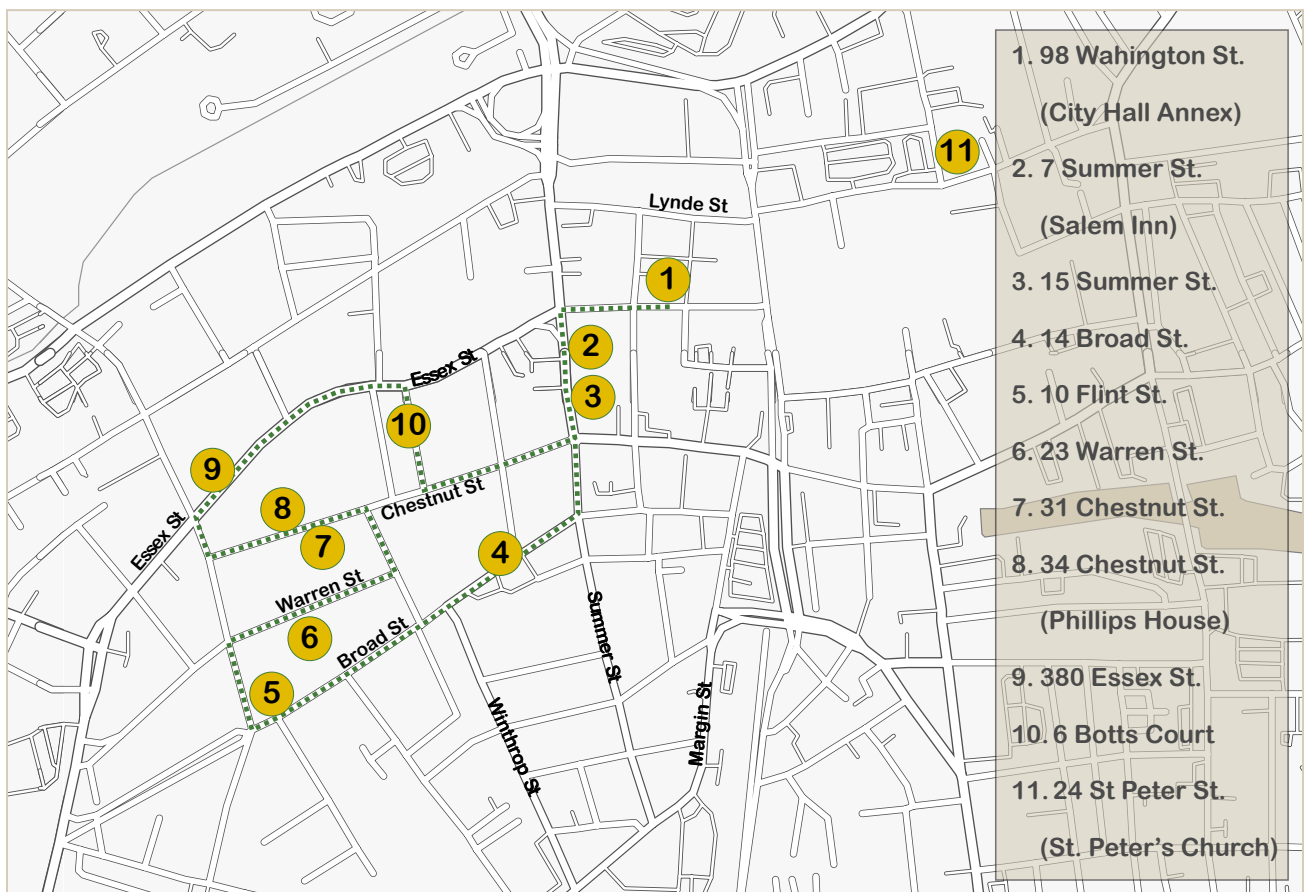 1. 98 Wahington St.
(City Hall Annex)
2. 7 Summer St.
(Salem Inn)
3. 15 Summer St.
4. 14 Broad St.
5. 10 Flint St.
6. 23 Warren St.
7. 31 Chestnut St.
8. 34 Chestnut St.
(Phillips House)
9. 380 Essex St.
10. 6 Botts Court
11. 24 St Peter St.
(St. Peter's Church)
11
Lynde St
1
2
Essex St
3
10
9
Chestnut St
8
Essex St
7
4
Warren St
Summer St
6
Broad St
5
Margin St
Winthrop St